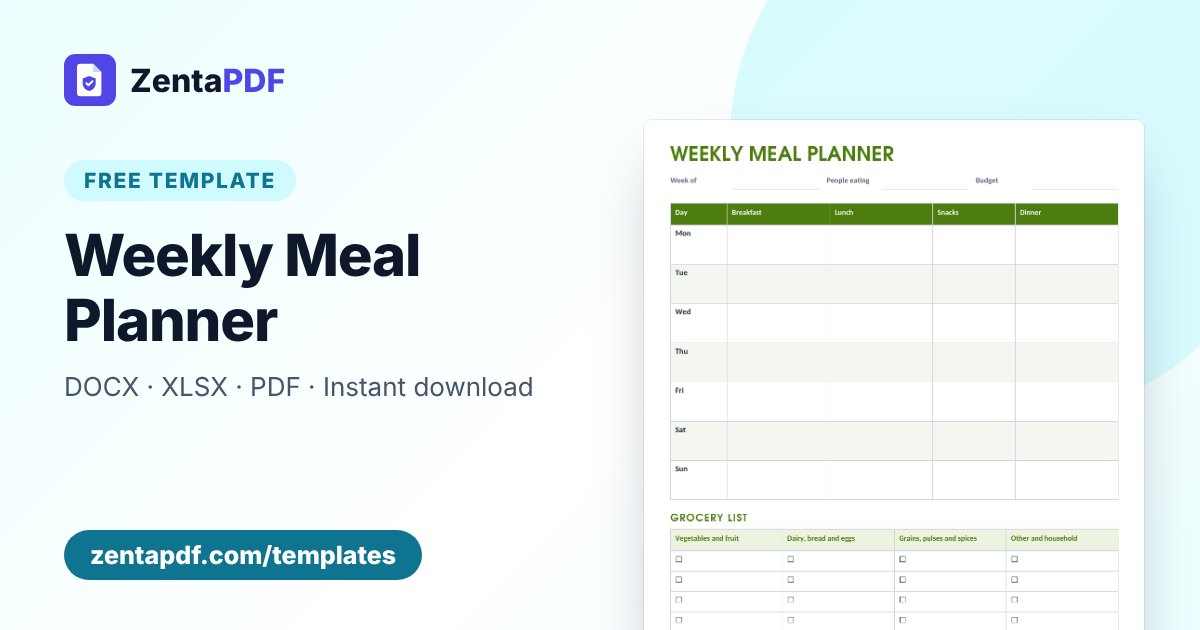 ZentaPDF
FREE TEMPLATE
Weekly Meal
Planner
DOCX · XLSX · PDF · Instant download
zentapdf.com/templates
WEEKLY MEAL PLANNER
Week of People eating Budget
Day Breakfast Lunch Snacks Dinner
Mon
Tue
Wed
Thu
Fri
Sat
Sun
GROCERY LIST
Vegetables and fruit Dairy, bread and eggs Grains, pulses and spices Other and household